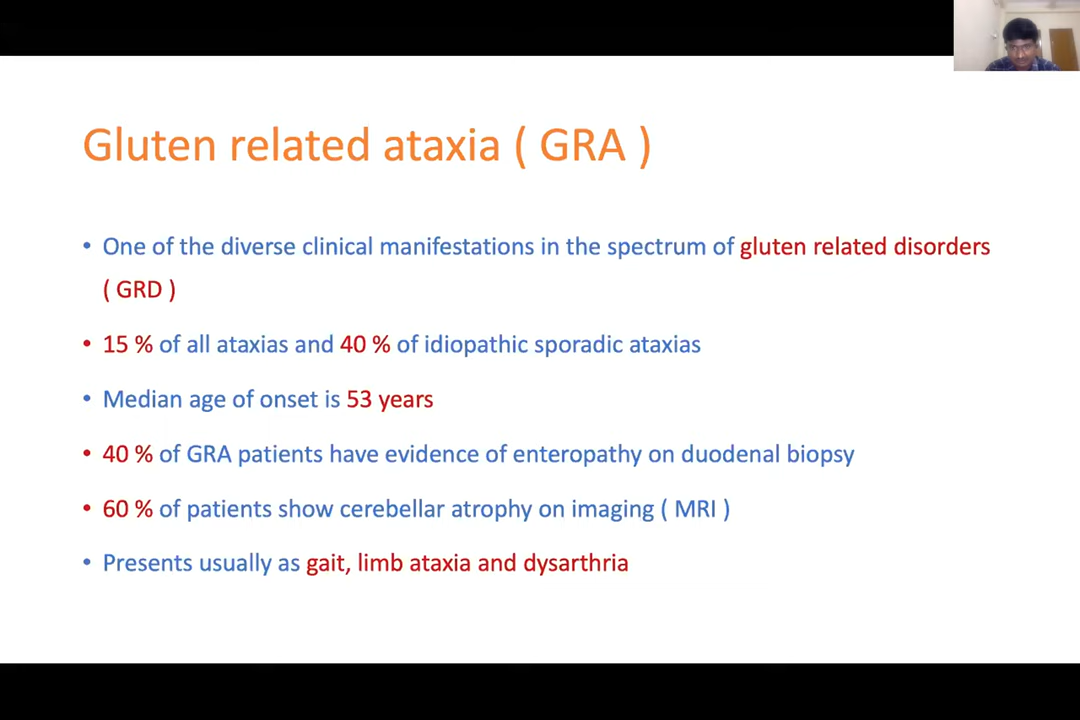 Gluten related ataxia ( GRA )
• One of the diverse clinical manifestations in the spectrum of gluten related disorders
( GRD )
• 15 % of all ataxias and 40 % of idiopathic sporadic ataxias
• Median age of onset is 53 years
• 40 % of GRA patients have evidence of enteropathy on duodenal biopsy
• 60 % of patients show cerebellar atrophy on imaging ( MRI )
• Presents usually as gait, limb ataxia and dysarthria